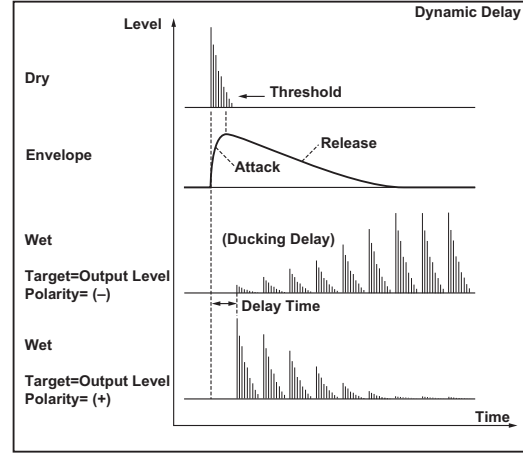 Dynamic Delay
Level
Dry
Threshold
Envelope
Release
Attack
Wet
(Ducking Delay)
Target=Output Level
Polarity= (–)
Delay Time
Wet
Target=Output Level
Polarity= (+)
Time